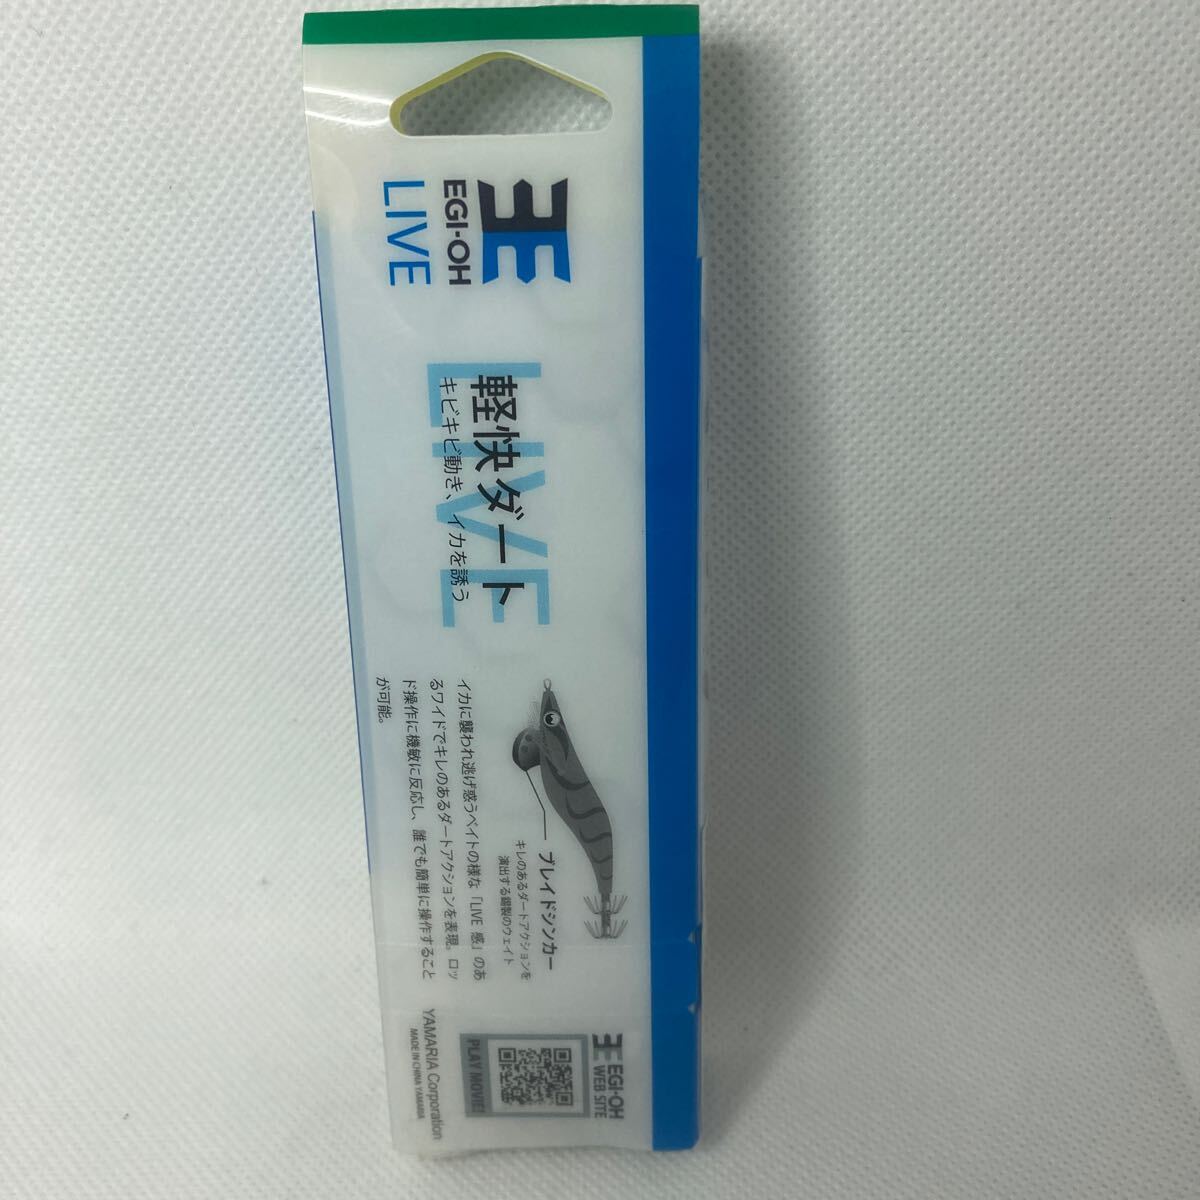 EGI-OH
LIVE
LIVE
軽快ダート
キビキビ動き、イカを誘う
ブレイドシンカー
キレのあるダートアクションを
演出する錫製のウェイト
イカに襲われ逃げ惑うベイトの様な「LIVE 感」のあ
るワイドでキレのあるダートアクションを表現。ロッ
ド操作に機敏に反応し、誰でも簡単に操作すること
が可能。
EGI-OH
WEB SITE
PLAY MOVIE!
YAMARIA Corporation
MADE IN CHINA YAMARIA